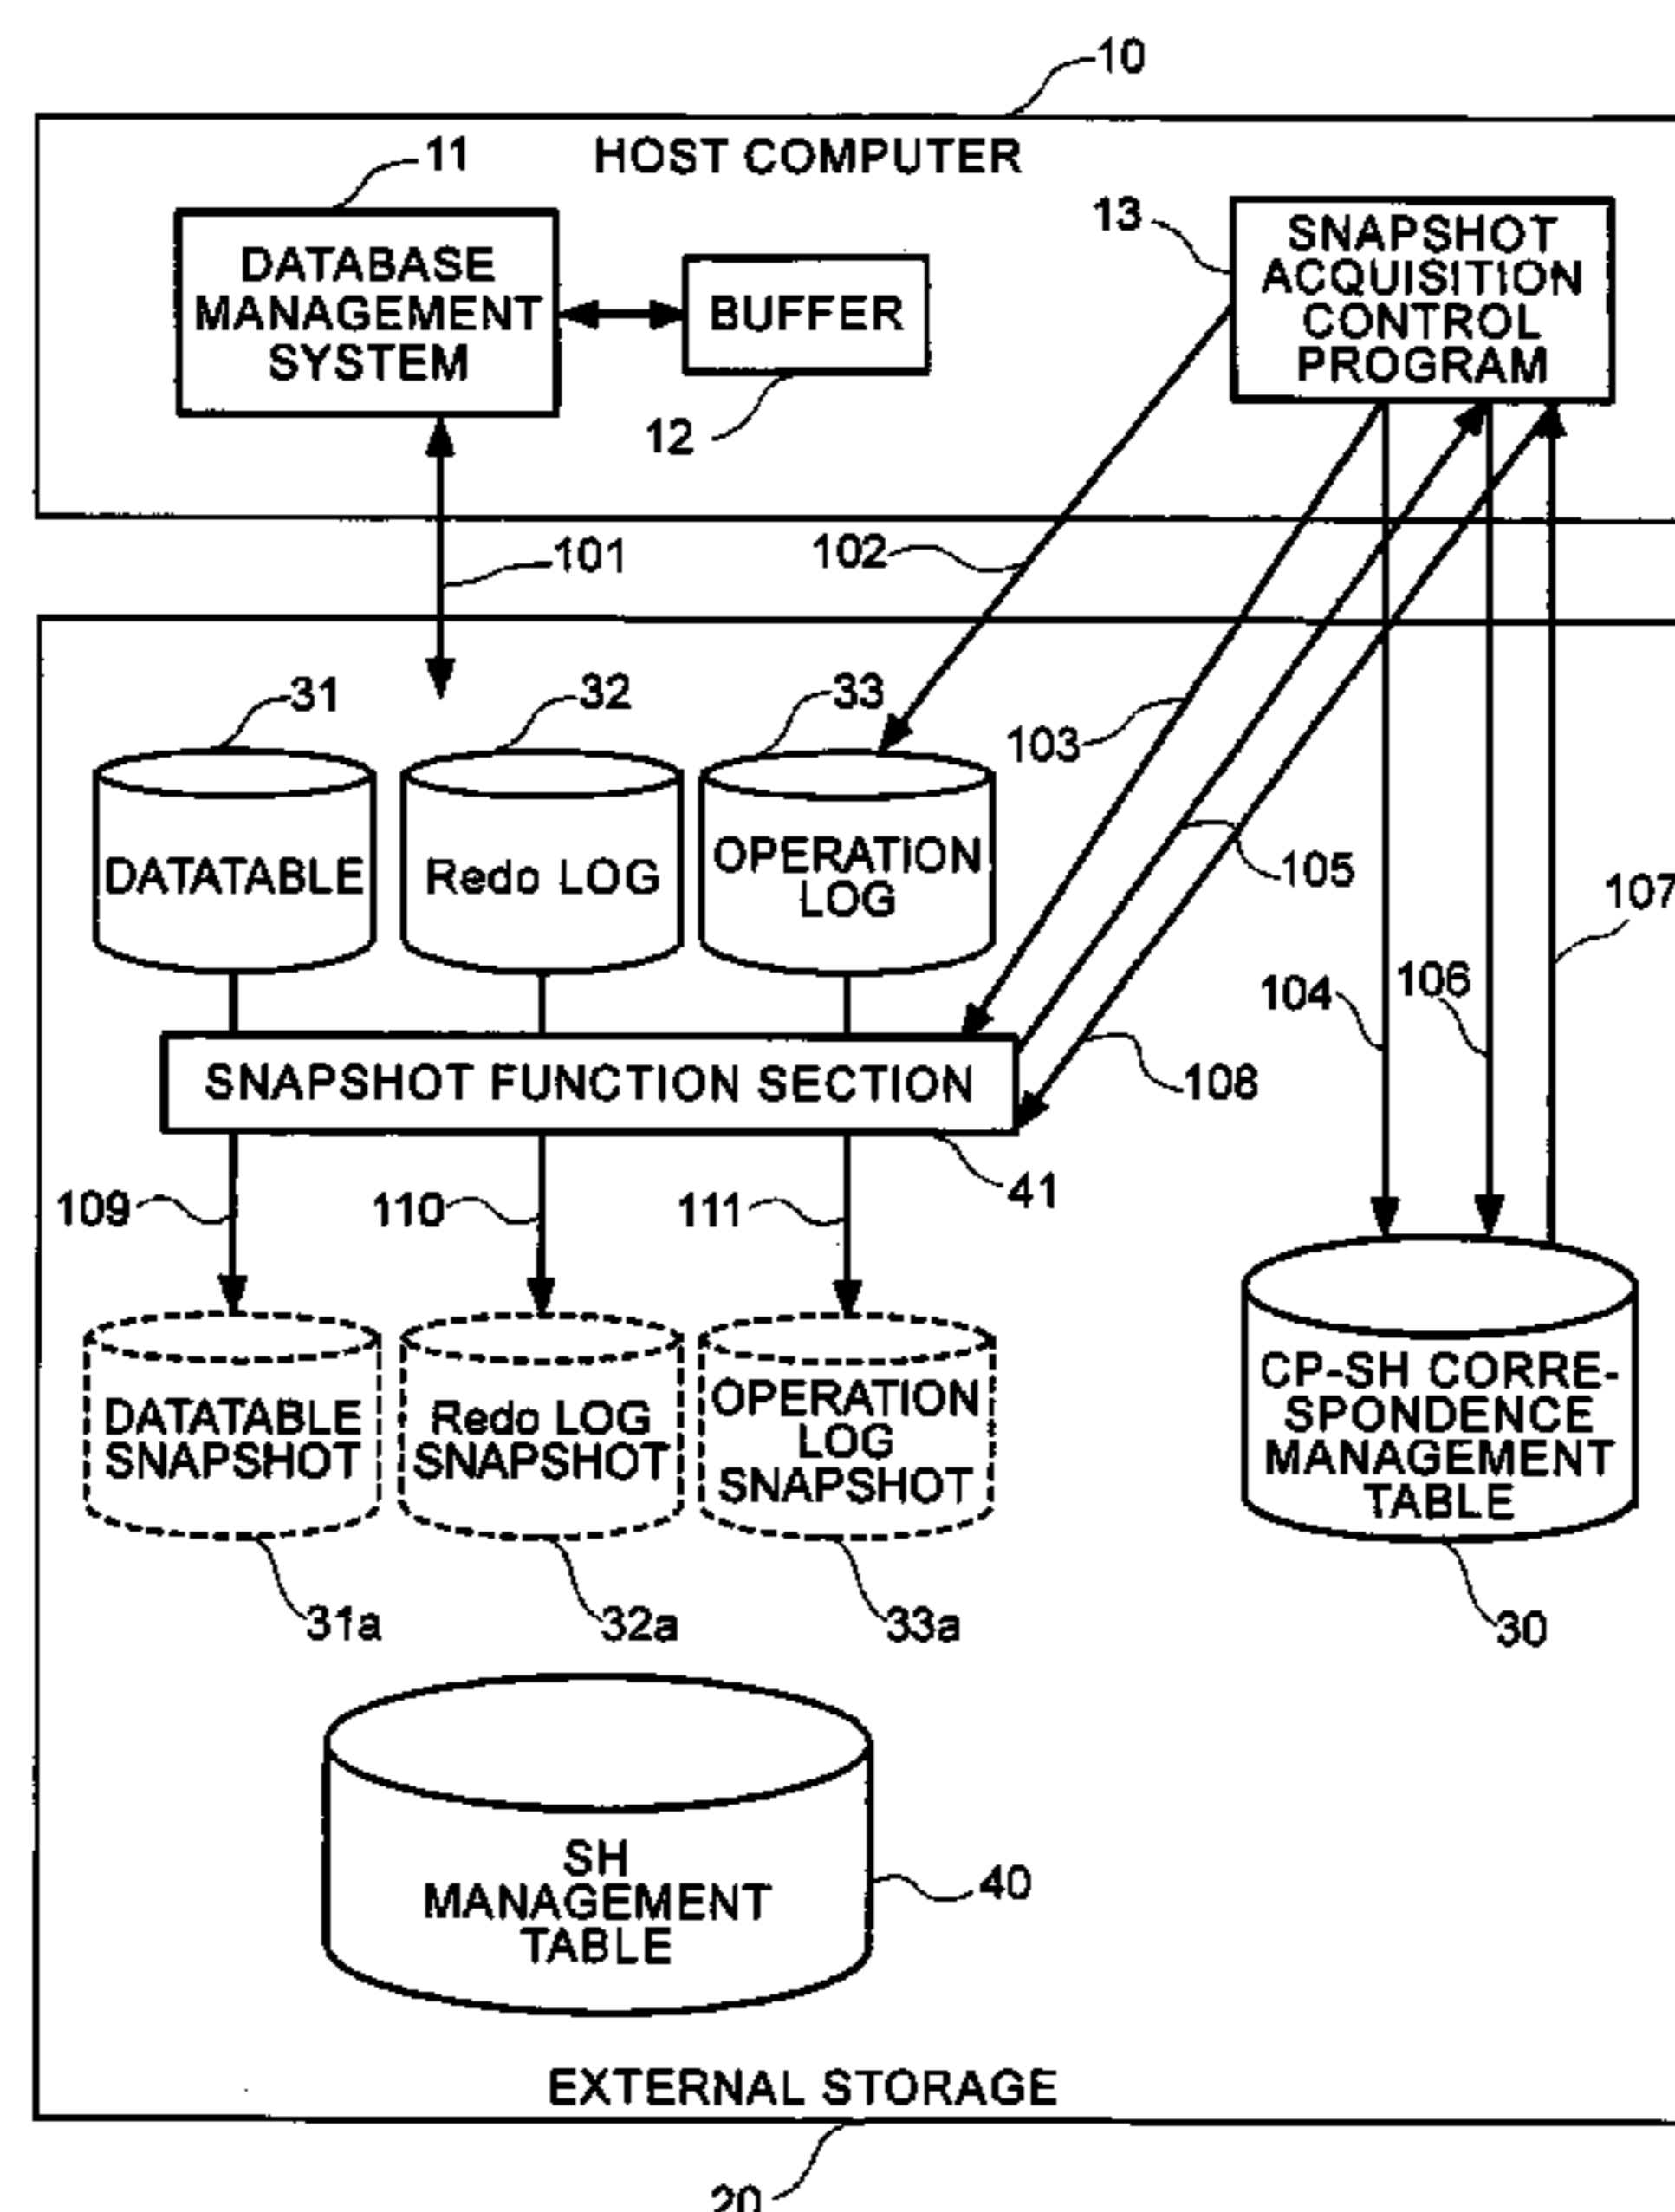 10
HOST COMPUTER
11
DATABASE
MANAGEMENT
SYSTEM
BUFFER
12
13
SNAPSHOT
ACQUISITION
CONTROL
PROGRAM
101
102
31
32
33
103
DATATABLE
Redo LOG
OPERATION
LOG
105
107
104
106
SNAPSHOT FUNCTION SECTION
108
41
109
110
111
DATATABLE
SNAPSHOT
Redo LOG
SNAPSHOT
OPERATION
LOG
SNAPSHOT
CP-SH CORRE-
SPONDENCE
MANAGEMENT
TABLE
31a
32a
33a
30
SH
MANAGEMENT
TABLE
40
EXTERNAL STORAGE
20